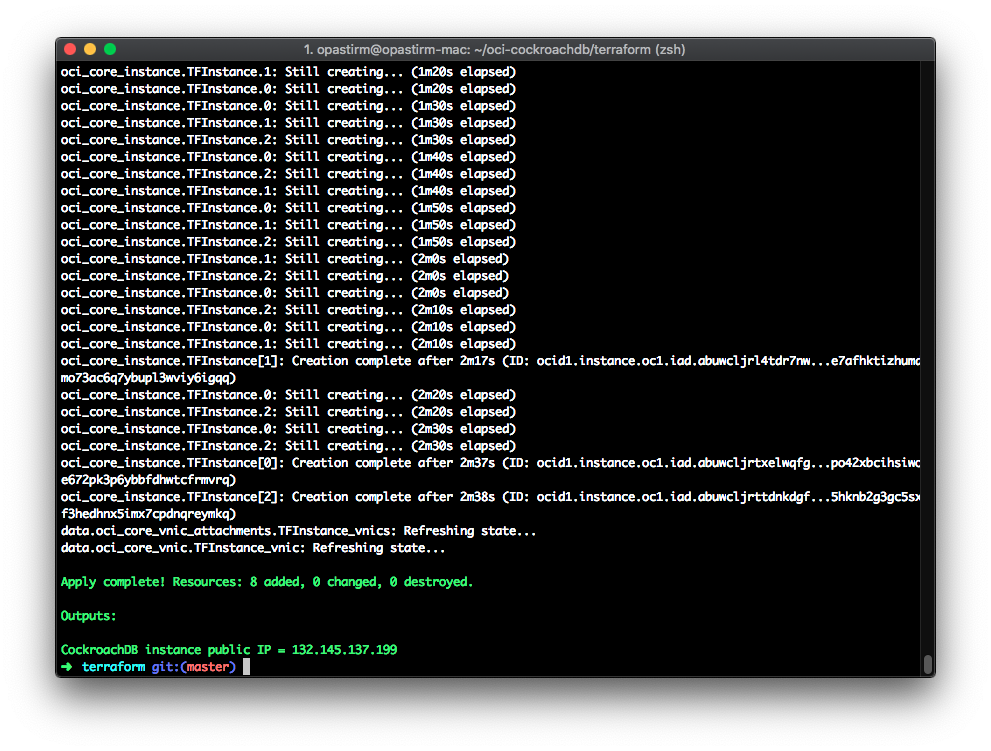 1. opastirm@opastirm-mac: ~/oci-cockroachdb/terraform (zsh)
oci_core_instance.TFInstance.1: Still creating... (1m20s elapsed)
oci_core_instance.TFInstance.0: Still creating... (1m20s elapsed)
oci_core_instance.TFInstance.0: Still creating... (1m30s elapsed)
oci_core_instance.TFInstance.1: Still creating... (1m30s elapsed)
oci_core_instance.TFInstance.2: Still creating... (1m30s elapsed)
oci_core_instance.TFInstance.0: Still creating... (1m40s elapsed)
oci_core_instance.TFInstance.2: Still creating... (1m40s elapsed)
oci_core_instance.TFInstance.1: Still creating... (1m40s elapsed)
oci_core_instance.TFInstance.0: Still creating... (1m50s elapsed)
oci_core_instance.TFInstance.1: Still creating... (1m50s elapsed)
oci_core_instance.TFInstance.2: Still creating... (1m50s elapsed)
oci_core_instance.TFInstance.1: Still creating... (2m0s elapsed)
oci_core_instance.TFInstance.2: Still creating... (2m0s elapsed)
oci_core_instance.TFInstance.0: Still creating... (2m0s elapsed)
oci_core_instance.TFInstance.2: Still creating... (2m10s elapsed)
oci_core_instance.TFInstance.0: Still creating... (2m10s elapsed)
oci_core_instance.TFInstance.1: Still creating... (2m10s elapsed)
oci_core_instance.TFInstance[1]: Creation complete after 2m17s (ID: ocid1.instance.oc1.iad.abuwcljrl4tdr7nw...e7afhktizhuma
mo73ac6q7ybupl3wviy6igqq)
oci_core_instance.TFInstance.0: Still creating... (2m20s elapsed)
oci_core_instance.TFInstance.2: Still creating... (2m20s elapsed)
oci_core_instance.TFInstance.0: Still creating... (2m30s elapsed)
oci_core_instance.TFInstance.2: Still creating... (2m30s elapsed)
oci_core_instance.TFInstance[0]: Creation complete after 2m37s (ID: ocid1.instance.oc1.iad.abuwcljrtxelwqfg...po42xbcihsiwo
e672pk3p6ybbfdhwtcfrmvrq)
oci_core_instance.TFInstance[2]: Creation complete after 2m38s (ID: ocid1.instance.oc1.iad.abuwcljrttdnkdgf...5hknb2g3gc5sx
f3hedhnx5imx7cpdnqreymkq)
data.oci_core_vnic_attachments.TFInstance_vnics: Refreshing state...
data.oci_core_vnic.TFInstance_vnic: Refreshing state...
Apply complete! Resources: 8 added, 0 changed, 0 destroyed.
Outputs:
CockroachDB instance public IP = 132.145.137.199
➜ terraform git:(master)